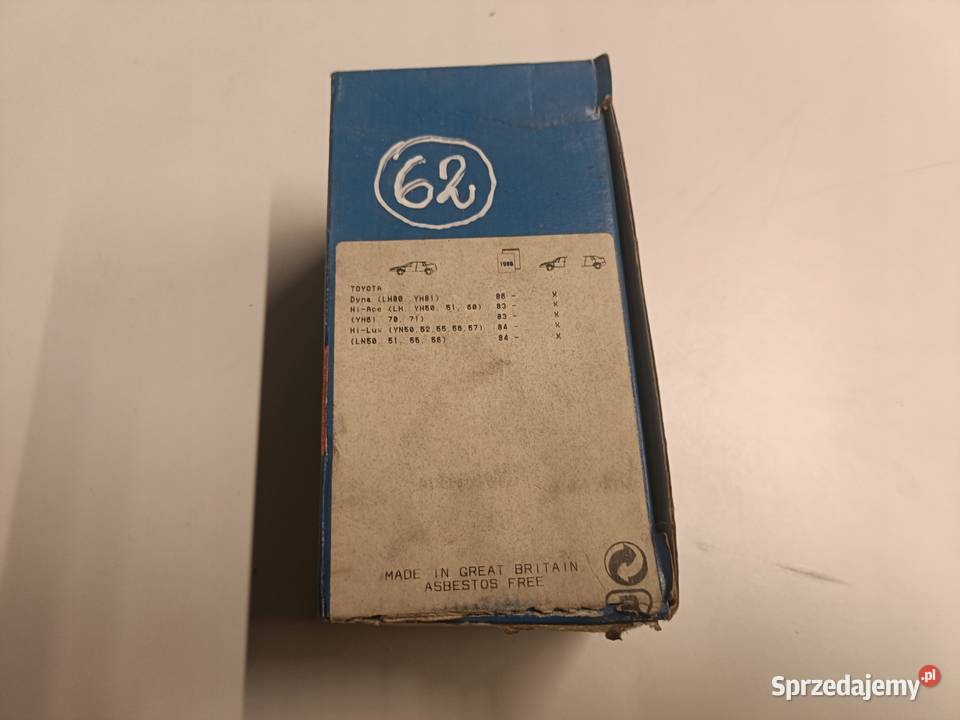 62
1986
TOYOTA
Dyna (LH80, YH81) 86 - X
Hi-Ace (LH, YH50, 51, 60) 83 - X
(YH61, 70, 71) 83 - X
Hi-Lux (YN50,52,55,56,57) 84 - X
(LN50, 51, 55, 56) 84 - X
MADE IN GREAT BRITAIN
ASBESTOS FREE
Sprzedajemy.pl